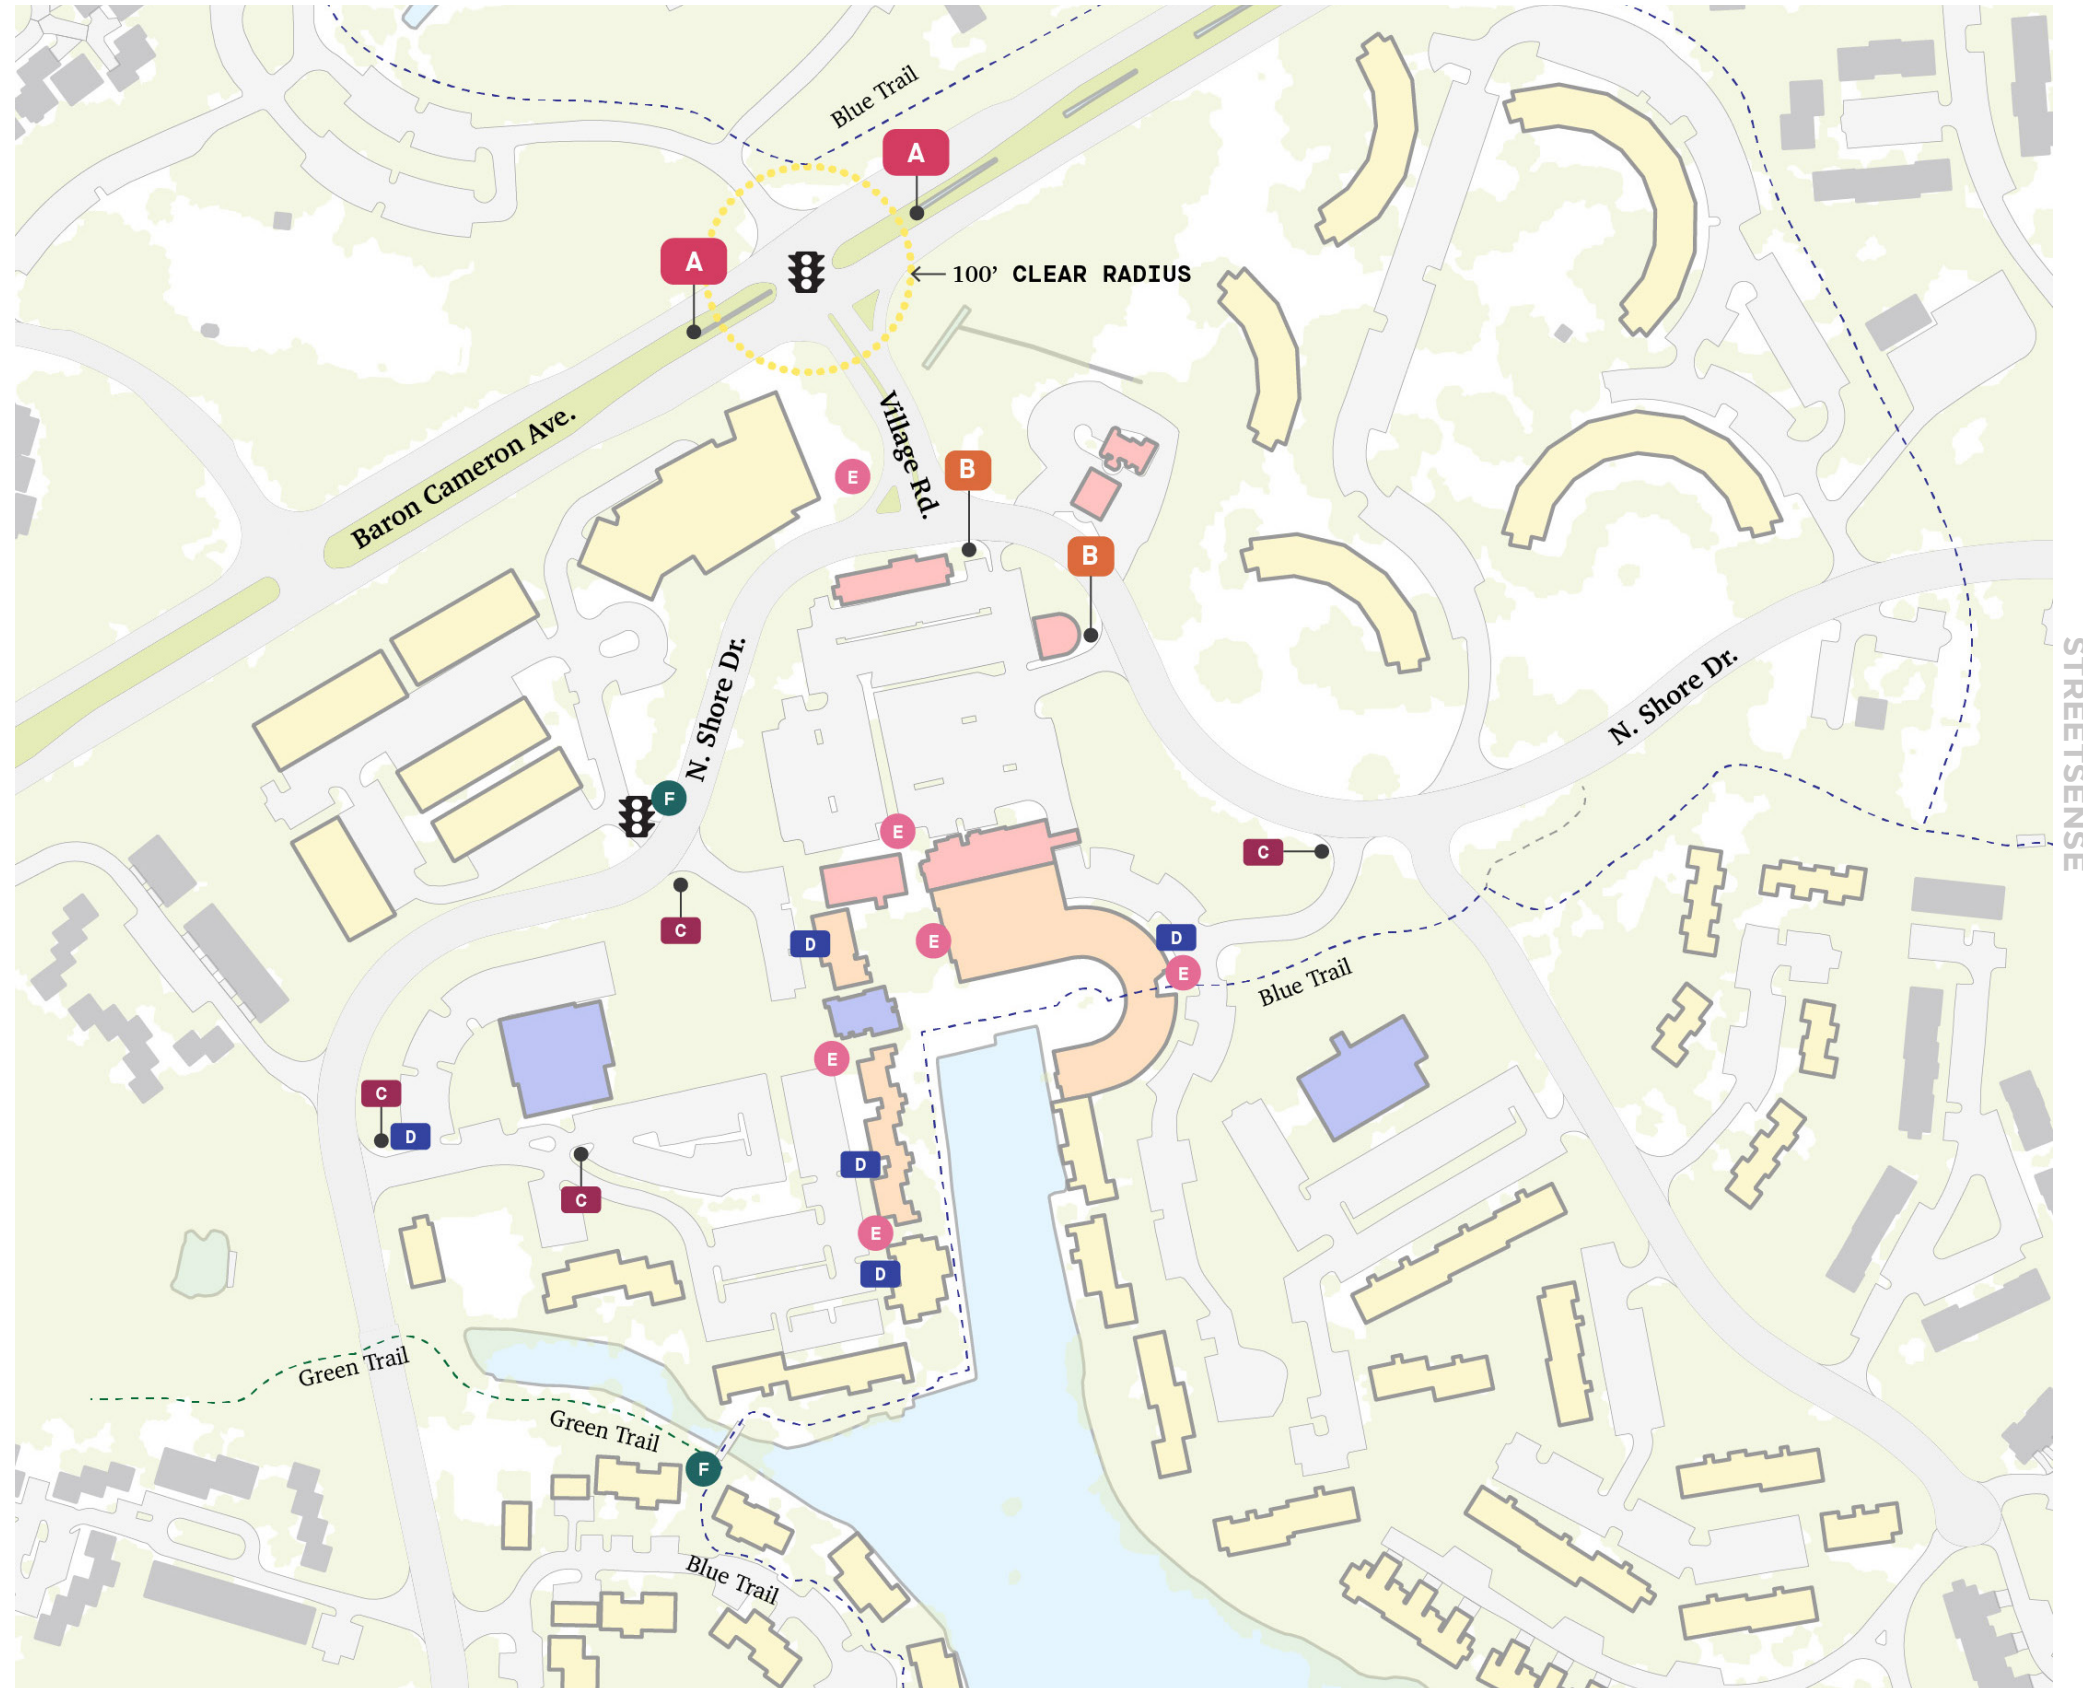 Blue Trail
A
A
100’ CLEAR RADIUS
Baron Cameron Ave.
Village Rd.
E
B
B
N. Shore Dr.
N. Shore Dr.
F
E
C
C
D
E
D
E
Blue Trail
E
C
D
D
C
E
D
Green Trail
Green Trail
F
Blue Trail
STREETSENSE